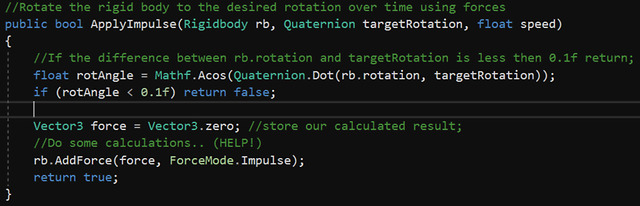 //Rotate the rigid body to the desired rotation over time using forces
public bool ApplyImpulse(Rigidbody rb, Quaternion targetRotation, float speed)
{
//If the difference between rb.rotation and targetRotation is less then 0.1f return;
float rotAngle = Mathf.Acos(Quaternion.Dot(rb.rotation, targetRotation));
if (rotAngle < 0.1f) return false;
Vector3 force = Vector3.zero; //store our calculated result;
//Do some calculations.. (HELP!)
rb.AddForce(force, ForceMode.Impulse);
return true;
}